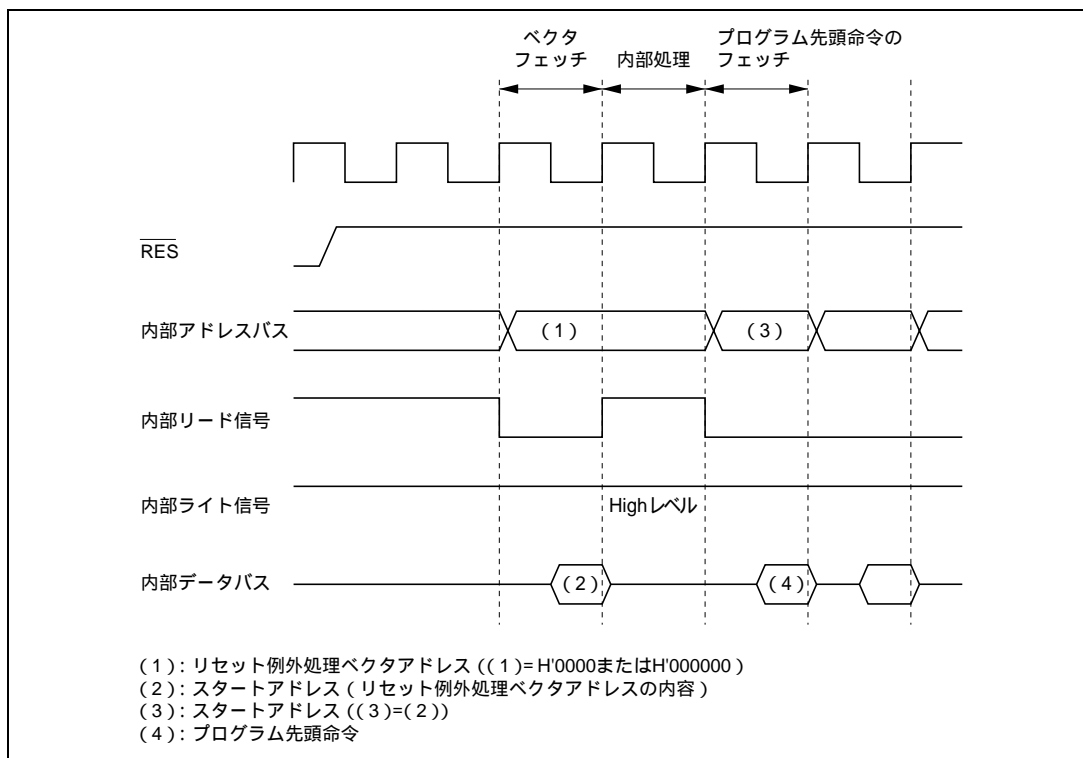 ベクタ
フェッチ
内部処理
プログラム先頭命令の
フェッチ
RES
内部アドレスバス
(1)
(3)
内部リード信号
内部ライト信号
Highレベル
内部データバス
(2)
(4)
(1): リセット例外処理ベクタアドレス ((1)= H'0000またはH'000000 )
(2): スタートアドレス ( リセット例外処理ベクタアドレスの内容 )
(3): スタートアドレス ((3)=(2))
(4): プログラム先頭命令